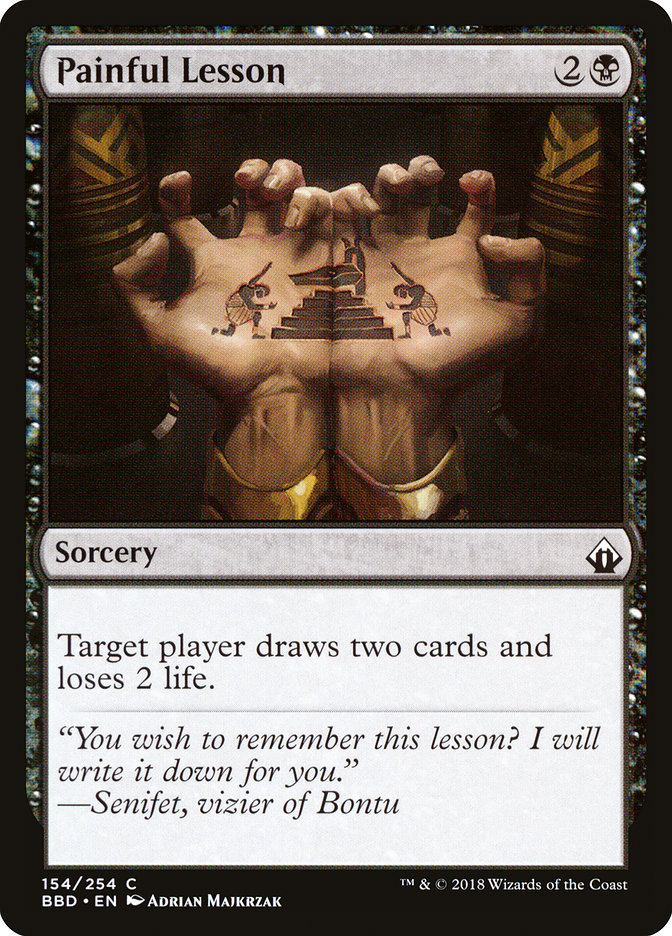 Painful Lesson 2
Sorcery
Target player draws two cards and
loses 2 life.
“You wish to remember this lesson? I will
write it down for you.”
—Senifet, vizier of Bontu
154/254 C
™ & © 2018 Wizards of the Coast
BBD • EN Adrian Majkrzak